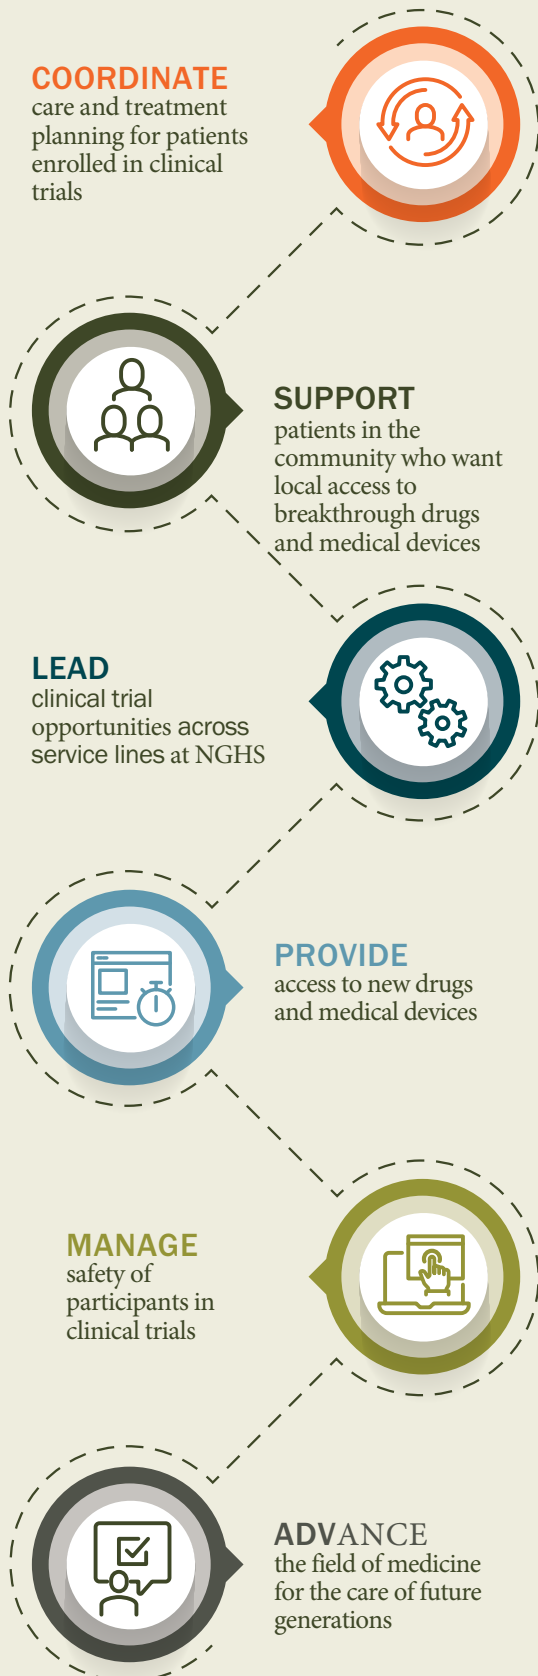 COORDINATE
care and treatment
planning for patients
enrolled in clinical
trials
SUPPORT
patients in the
community who want
local access to
breakthrough drugs
and medical devices
LEAD
clinical trial
opportunities across
service lines at NGHS
PROVIDE
access to new drugs
and medical devices
MANAGE
safety of
participants in
clinical trials
ADVANCE
the field of medicine
for the care of future
generations